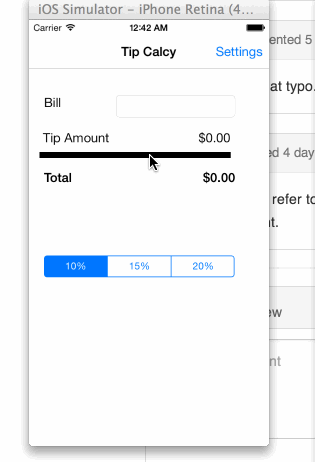 iOS Simulator – iPhone Retina (4…
Carrier 12:42 AM
Tip Calcy Settings
Bill
Tip Amount $0.00
Total $0.00
10% 15% 20%
ented 5
at typo.
ed 4 day
refer to
nt.
ew
nt